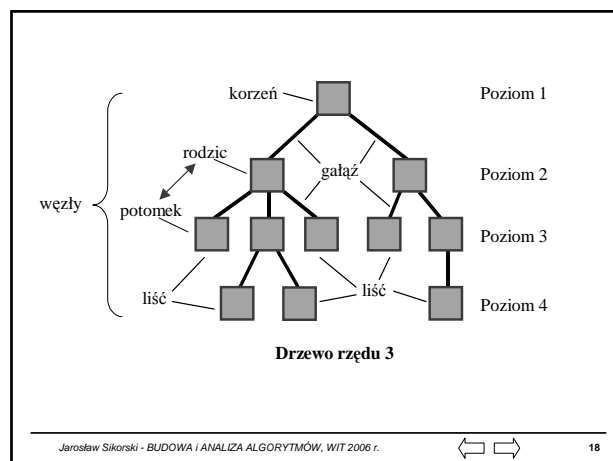 korzeń
Poziom 1
rodzic
gałąź
Poziom 2
węzły
potomek
Poziom 3
liść
liść
Poziom 4
Drzewo rzędu 3
Jarosław Sikorski - BUDOWA i ANALIZA ALGORYTMÓW, WIT 2006 r.
18